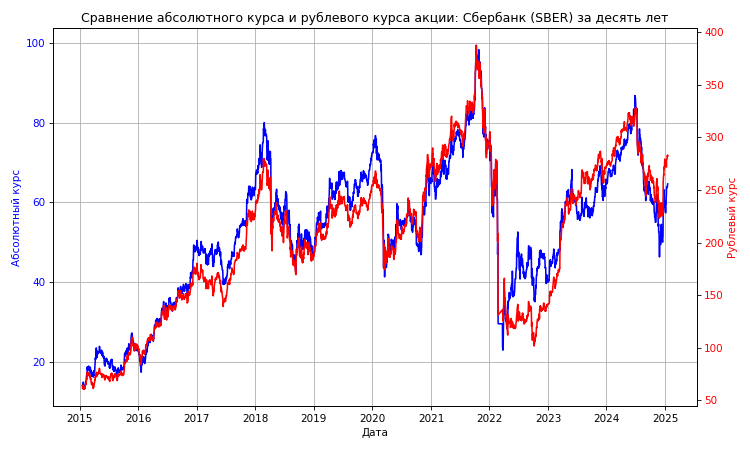 Сравнение абсолютного курса и рублевого курса акции: Сбербанк (SBER) за десять лет
100
80
60
40
20
Абсолютный курс
400
350
300
250
200
150
100
50
Рублевый курс
2015 2016 2017 2018 2019 2020 2021 2022 2023 2024 2025
Дата